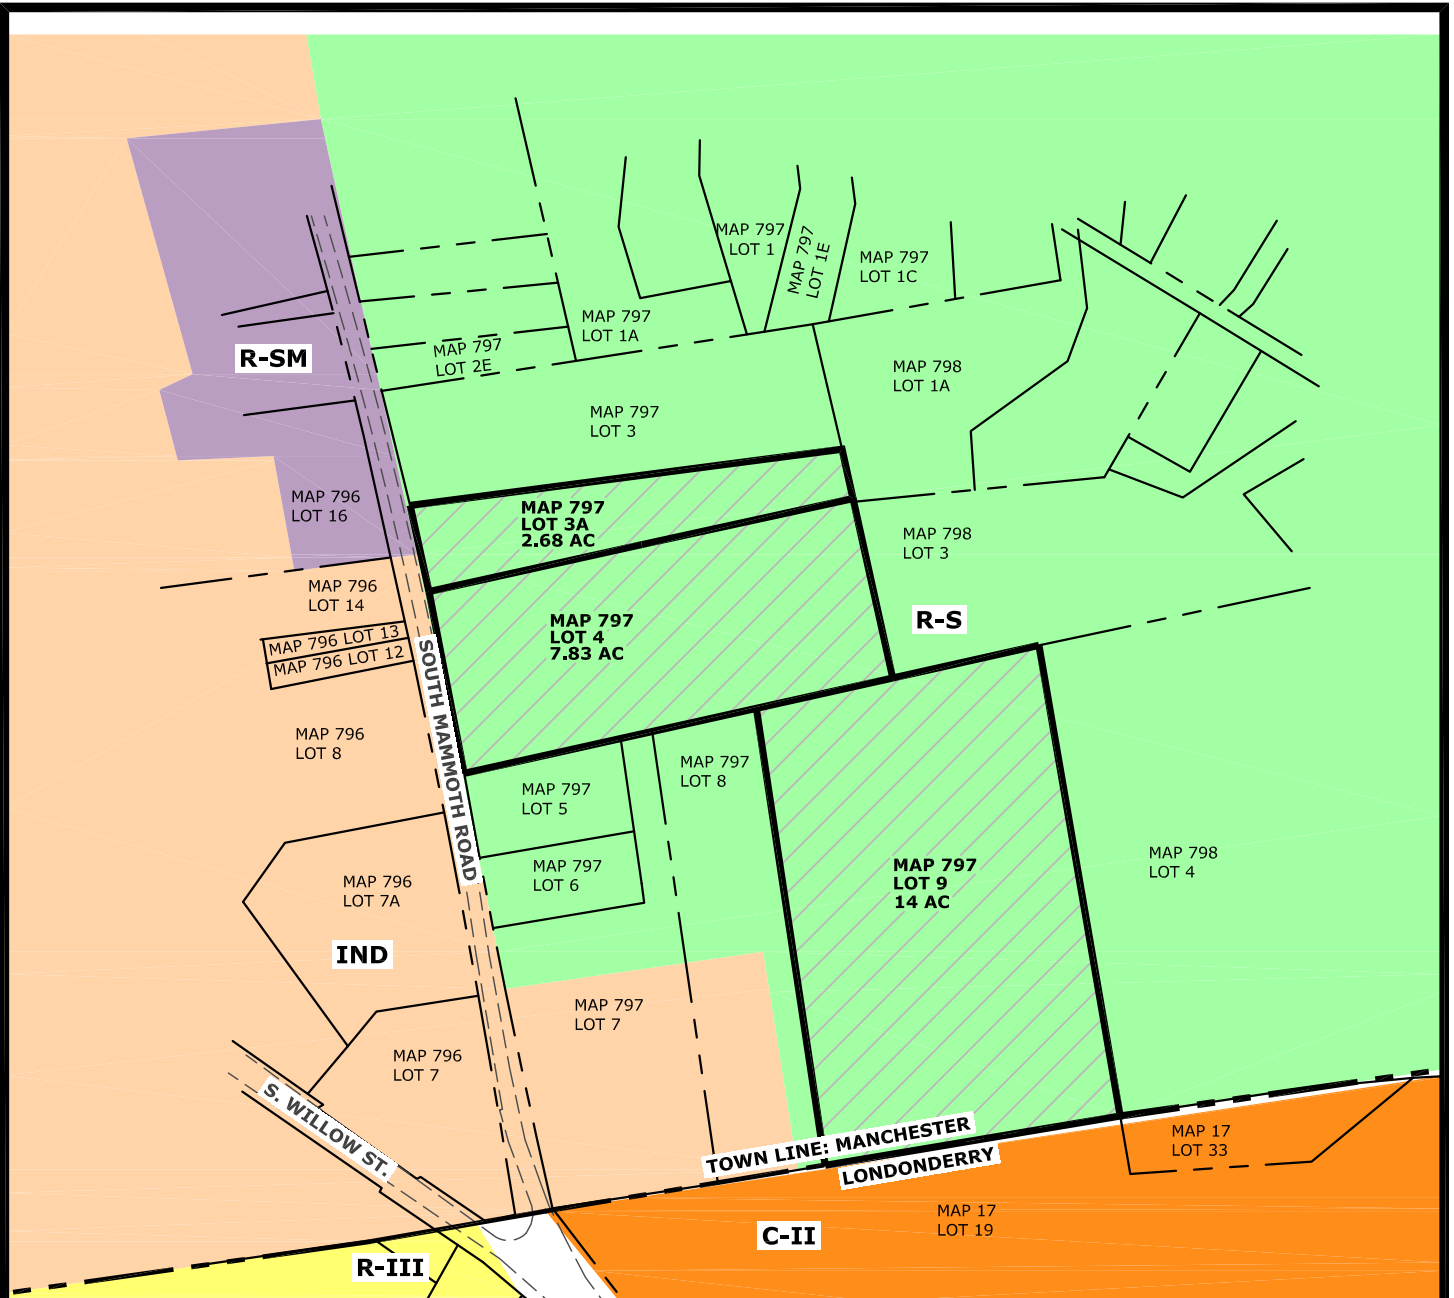 MAP 797
LOT 1
MAP 797
LOT 1E
MAP 797
LOT 1C
MAP 797
LOT 1A
MAP 797
LOT 2E
R-SM
MAP 798
LOT 1A
MAP 797
LOT 3
MAP 796
LOT 16
MAP 797
LOT 3A
2.68 AC
MAP 798
LOT 3
MAP 796
LOT 14
MAP 797
LOT 4
7.83 AC
R-S
MAP 796 LOT 13
MAP 796 LOT 12
SOUTH MAMMOTH ROAD
MAP 796
LOT 8
MAP 797
LOT 8
MAP 797
LOT 5
MAP 797
LOT 6
MAP 798
LOT 4
MAP 797
LOT 9
14 AC
MAP 796
LOT 7A
IND
MAP 797
LOT 7
MAP 796
LOT 7
S. WILLOW ST.
TOWN LINE: MANCHESTER
LONDONDERRY
MAP 17
LOT 33
MAP 17
LOT 19
C-II
R-III